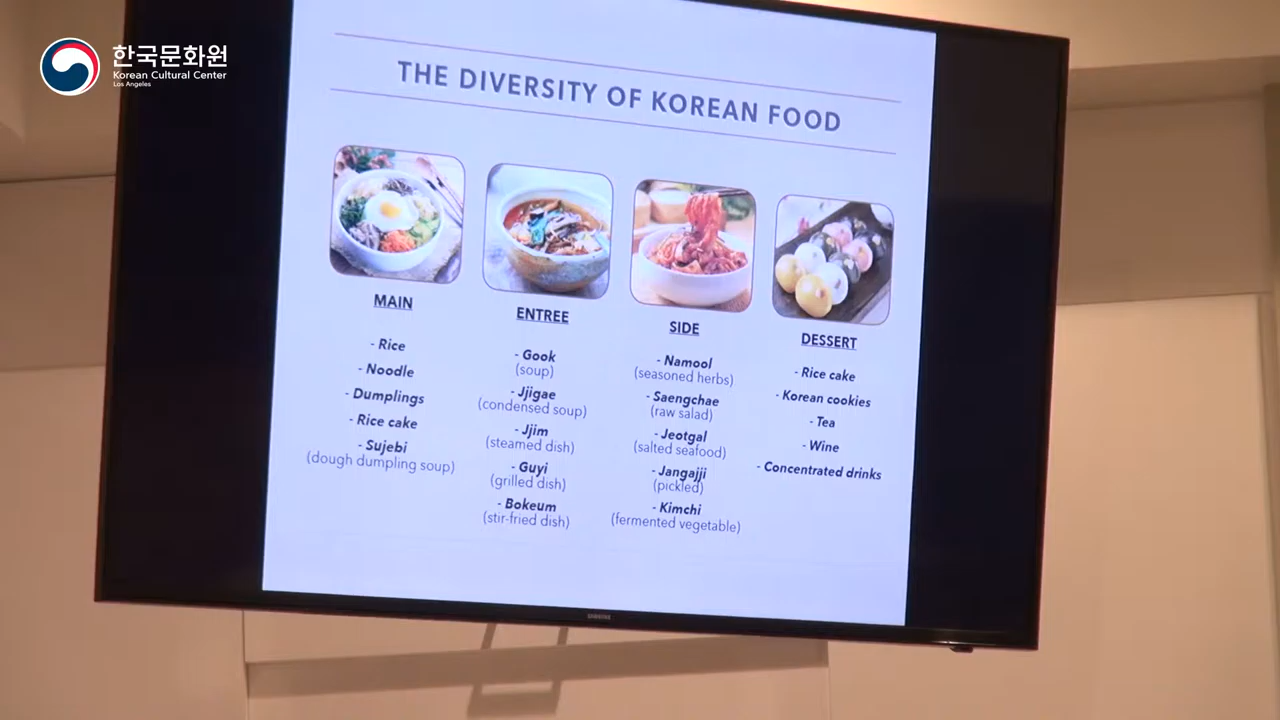 한국문화원
Korean Cultural Center
Los Angeles
THE DIVERSITY OF KOREAN FOOD
MAIN
- Rice
- Noodle
- Dumplings
- Rice cake
- Sujebi
(dough dumpling soup)
ENTREE
- Gook
(soup)
- Jjigae
(condensed soup)
- Jjim
(steamed dish)
- Guyi
(grilled dish)
- Bokeum
(stir-fried dish)
SIDE
- Namool
(seasoned herbs)
- Saengchae
(raw salad)
- Jeotgal
(salted seafood)
- Jangajji
(pickled)
- Kimchi
(fermented vegetable)
DESSERT
- Rice cake
- Korean cookies
- Tea
- Wine
- Concentrated drinks
SAMSUNG